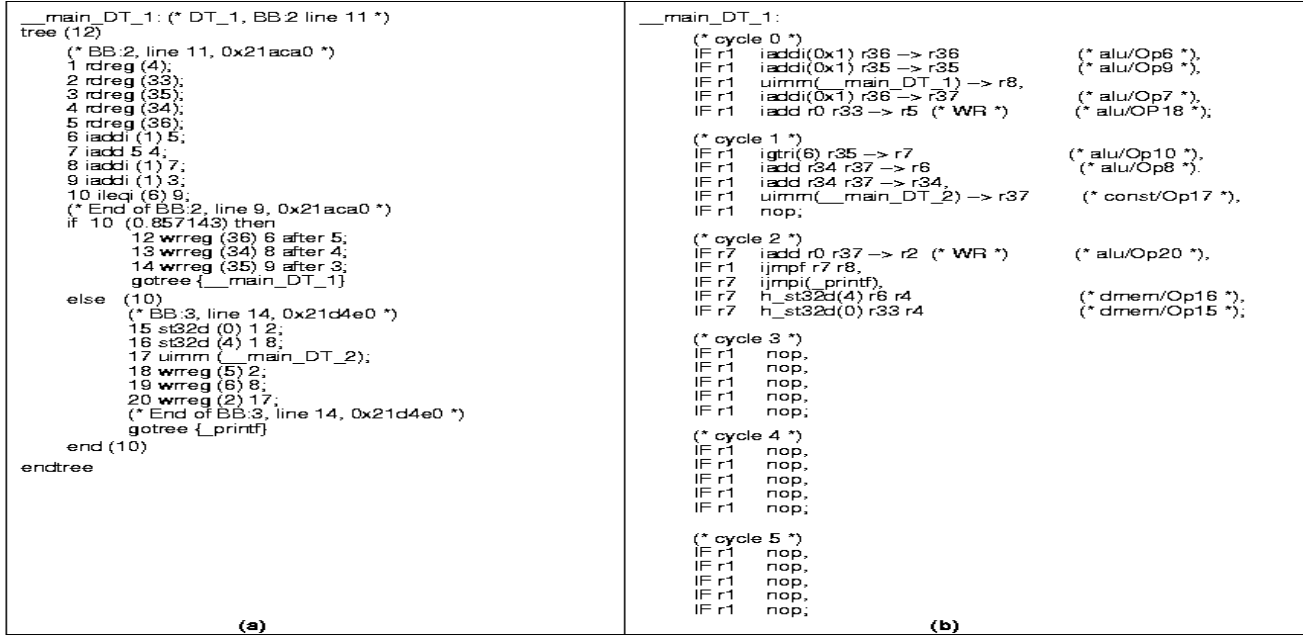 __main_DT_1: (* DT_1, BB:2 line 11 *)
tree (12)
(* BB:2, line 11, 0x21aca0 *)
1 rdreg (4);
2 rdreg (33);
3 rdreg (35);
4 rdreg (34);
5 rdreg (36);
6 iaddi (1) 5;
7 iadd 5 4;
8 iaddi (1) 7;
9 iaddi (1) 3;
10 ileqi (6) 9;
(* End of BB:2, line 9, 0x21aca0 *)
if 10 (0.857143) then
12 wrreg (36) 6 after 5;
13 wrreg (34) 8 after 4;
14 wrreg (35) 9 after 3;
gotree {__main_DT_1}
else (10)
(* BB:3, line 14, 0x21d4e0 *)
15 st32d (0) 1 2;
16 st32d (4) 1 8;
17 uimm (__main_DT_2);
18 wrreg (5) 2;
19 wrreg (6) 8;
20 wrreg (2) 17;
(* End of BB:3, line 14, 0x21d4e0 *)
gotree {_printf}
end (10)
endtree
(a)
__main_DT_1:
(* cycle 0 *)
IF r1 iaddi(0x1) r36 -> r36 (* alu/Op6 *),
IF r1 iaddi(0x1) r35 -> r35 (* alu/Op9 *),
IF r1 uimm(__main_DT_1) -> r8,
IF r1 iaddi(0x1) r36 -> r37 (* alu/Op7 *),
IF r1 iadd r0 r33 -> r5 (* WR *) (* alu/OP18 *);
(* cycle 1 *)
IF r1 igtri(6) r35 -> r7 (* alu/Op10 *),
IF r1 iadd r34 r37 -> r6 (* alu/Op8 *).
IF r1 iadd r34 r37 -> r34,
IF r1 uimm(__main_DT_2) -> r37 (* const/Op17 *),
IF r1 nop;
(* cycle 2 *)
IF r7 iadd r0 r37 -> r2 (* WR *) (* alu/Op20 *),
IF r1 ijmpf r7 r8,
IF r7 ijmpi(_printf),
IF r7 h_st32d(4) r6 r4 (* dmem/Op16 *),
IF r7 h_st32d(0) r33 r4 (* dmem/Op15 *);
(* cycle 3 *)
IF r1 nop,
IF r1 nop,
IF r1 nop,
IF r1 nop,
IF r1 nop;
(* cycle 4 *)
IF r1 nop,
IF r1 nop,
IF r1 nop,
IF r1 nop,
IF r1 nop;
(* cycle 5 *)
IF r1 nop,
IF r1 nop,
IF r1 nop,
IF r1 nop,
IF r1 nop;
(b)